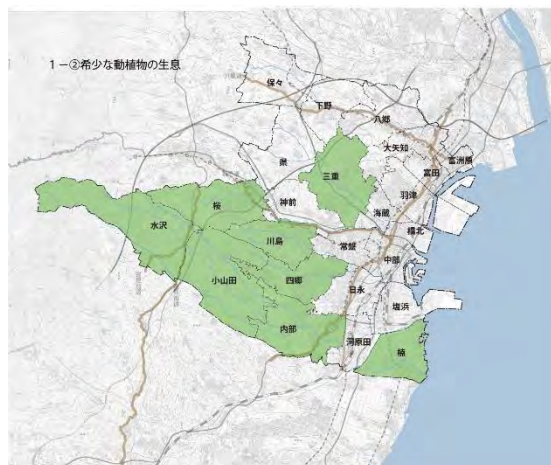 1－②希少な動植物の生息
保々
下野
八郷
大矢知
富洲原
富田
県
三重
羽津
神前
海蔵
橋北
桜
水沢
川島
常磐
中部
小山田
四郷
日永
塩浜
内部
河原田
楠